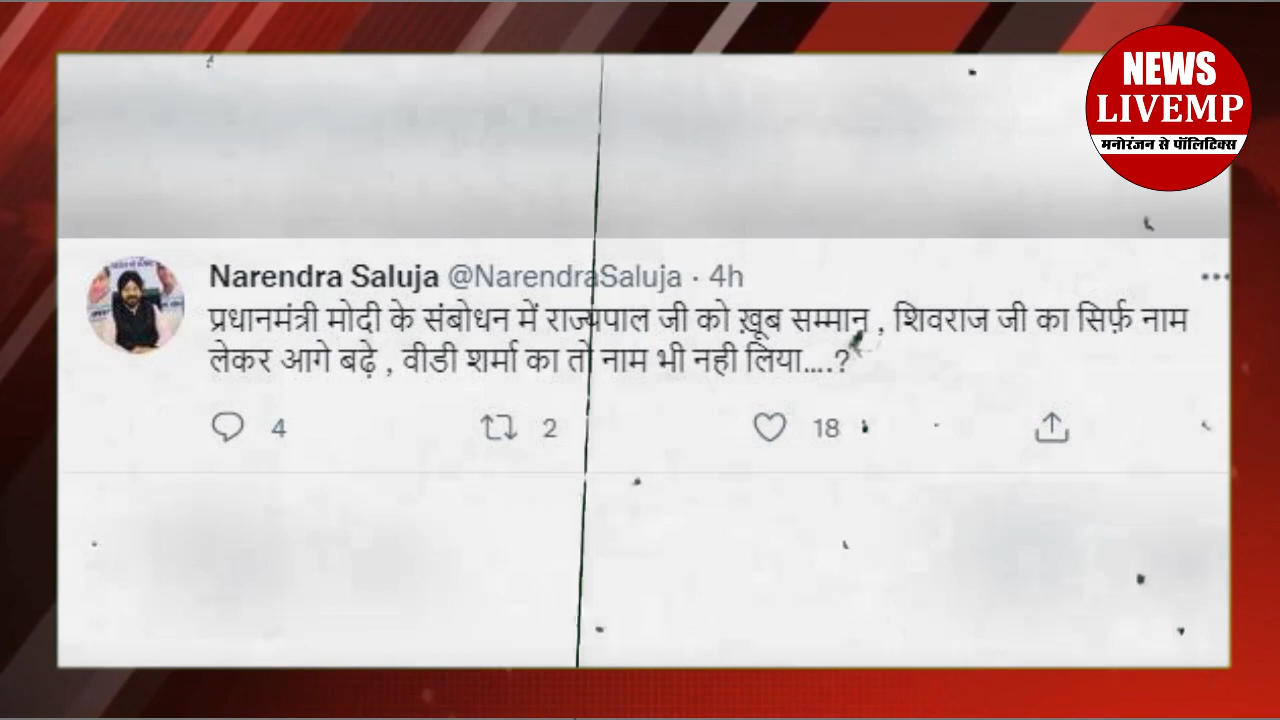 NEWS
LIVEMP
मनोरंजन से पॉलिटिक्स
Narendra Saluja @NarendraSaluja · 4h
प्रधानमंत्री मोदी के संबोधन में राज्यपाल जी को ख़ूब सम्मान , शिवराज जी का सिर्फ़ नाम
लेकर आगे बढ़े , वीडी शर्मा का तो नाम भी नही लिया....?
4 2 18